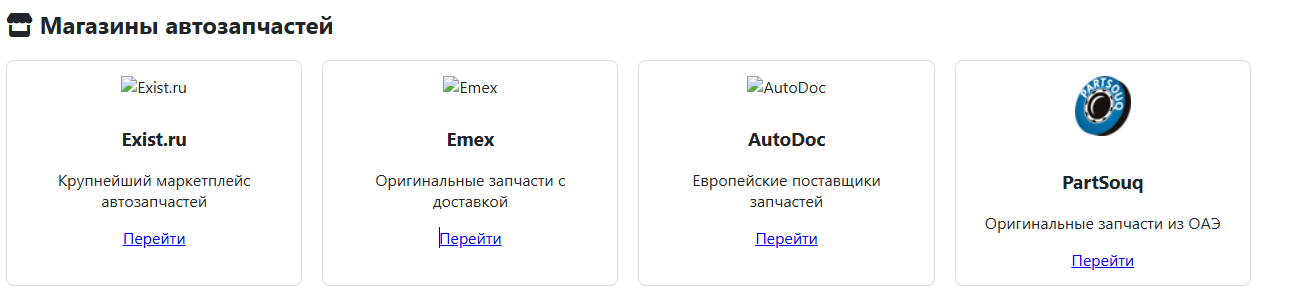 Магазины автозапчастей
Exist.ru
Exist.ru
Крупнейший маркетплейс
автозапчастей
Перейти
Emex
Emex
Оригинальные запчасти с
доставкой
Перейти
AutoDoc
AutoDoc
Европейские поставщики
запчастей
Перейти
PARTSOUQ
PartSouq
Оригинальные запчасти из ОАЭ
Перейти